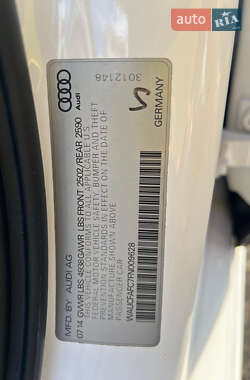 AUTO RIA
Audi
3012148
GERMANY
MFD. BY AUDI AG
07 14 GVWR LBS 4938 GAWR LBS FRONT 2502 / REAR 2590
THIS VEHICLE CONFORMS TO ALL APPLICABLE U.S.
FEDERAL MOTOR VEHICLE SAFETY, BUMPER AND THEFT
PREVENTION STANDARDS IN EFFECT ON THE DATE OF
MANUFACTURE SHOWN ABOVE.
PASSENGER CAR